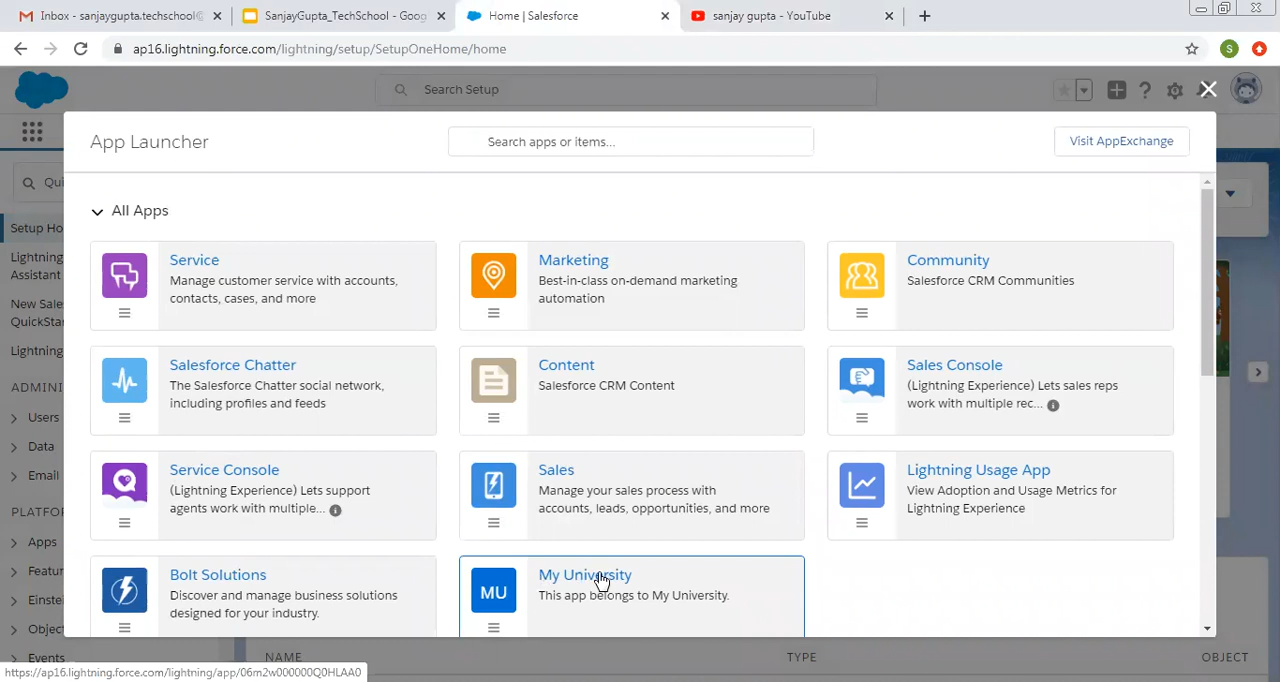 Inbox - sanjaygupta.techschool@
SanjayGupta_TechSchool - Goog
Home | Salesforce
sanjay gupta - YouTube
ap16.lightning.force.com/lightning/setup/SetupOneHome/home
S
Search Setup
App Launcher
Search apps or items...
Visit AppExchange
All Apps
Service
Manage customer service with accounts,
contacts, cases, and more
Marketing
Best-in-class on-demand marketing
automation
Community
Salesforce CRM Communities
Salesforce Chatter
The Salesforce Chatter social network,
including profiles and feeds
Content
Salesforce CRM Content
Sales Console
(Lightning Experience) Lets sales reps
work with multiple rec...
Service Console
(Lightning Experience) Lets support
agents work with multiple...
Sales
Manage your sales process with
accounts, leads, opportunities, and more
Lightning Usage App
View Adoption and Usage Metrics for
Lightning Experience
Bolt Solutions
Discover and manage business solutions
designed for your industry.
MU
My University
This app belongs to My University.
Qui
Setup Ho
Lightning
Assistant
New Sale
QuickSta
Lightning
ADMINI
Users
Data
Email
PLATFO
Apps
Featur
Einste
Objec
Events
NAME
TYPE
OBJECT
https://ap16.lightning.force.com/lightning/app/06m2w000000Q0HLAA0